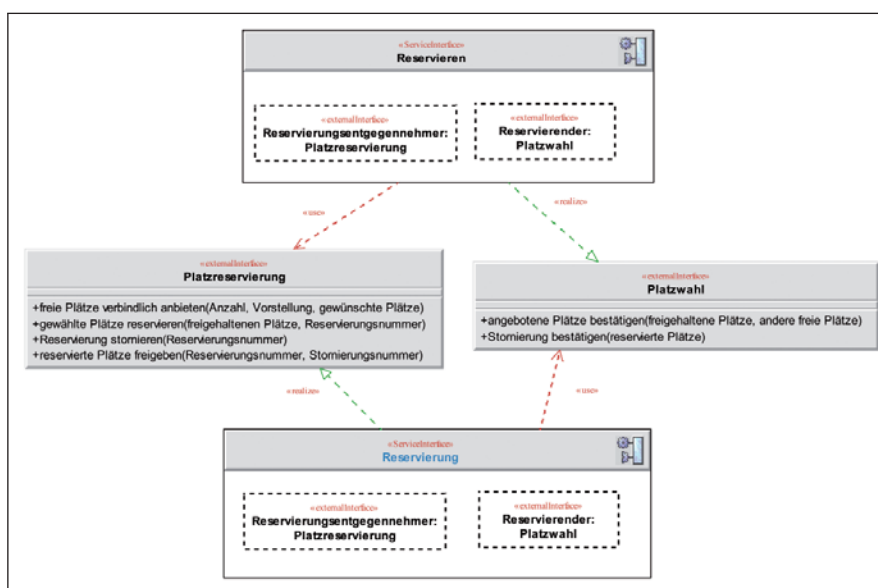 «ServiceInterface»
Reservieren
«externalInterface»
Reservierungsentgegennehmer:
Platzreservierung
«externalInterface»
Reservierender:
Platzwahl
«use»
«realize»
«externalInterface»
Platzreservierung
+freie Plätze verbindlich anbieten(Anzahl, Vorstellung, gewünschte Plätze)
+gewählte Plätze reservieren(freigehaltenen Plätze, Reservierungsnummer)
+Reservierung stornieren(Reservierungsnummer)
+reservierte Plätze freigeben(Reservierungsnummer, Stornierungsnummer)
«externalInterface»
Platzwahl
+angebotene Plätze bestätigen(freigehaltene Plätze, andere freie Plätze)
+Stornierung bestätigen(reservierte Plätze)
«realize»
«use»
«ServiceInterface»
Reservierung
«externalInterface»
Reservierungsentgegennehmer:
Platzreservierung
«externalInterface»
Reservierender:
Platzwahl